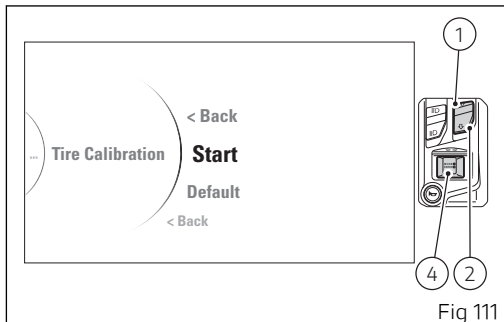 1
< Back
... Tire Calibration Start
Default
< Back
4 2
Fig 111